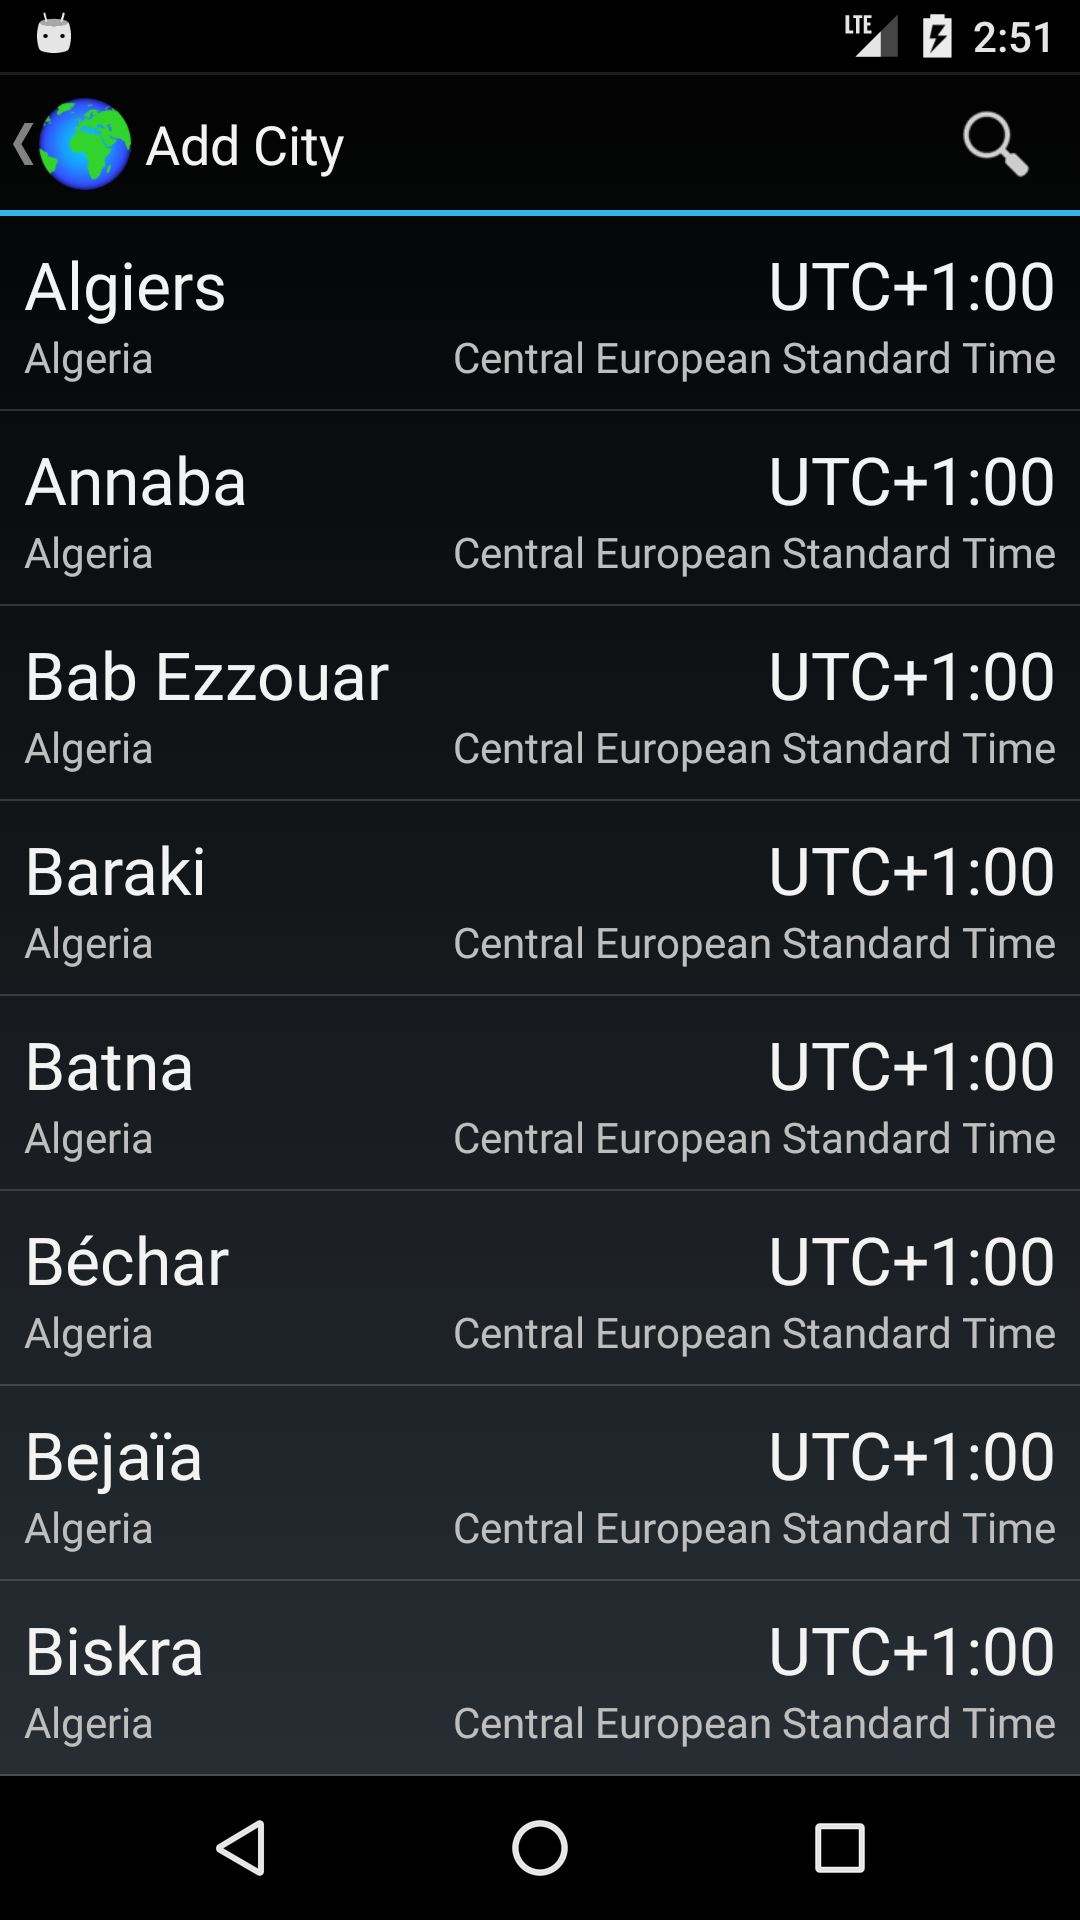 LTE 2:51
Add City
Algiers UTC+1:00
Algeria Central European Standard Time
Annaba UTC+1:00
Algeria Central European Standard Time
Bab Ezzouar UTC+1:00
Algeria Central European Standard Time
Baraki UTC+1:00
Algeria Central European Standard Time
Batna UTC+1:00
Algeria Central European Standard Time
Béchar UTC+1:00
Algeria Central European Standard Time
Bejaïa UTC+1:00
Algeria Central European Standard Time
Biskra UTC+1:00
Algeria Central European Standard Time